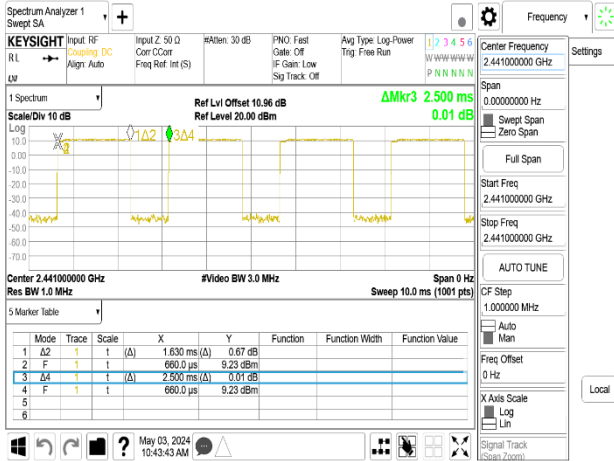 Spectrum Analyzer 1
Swept SA
+
Frequency
KEYSIGHT
RL
Input: RF
Coupling: DC
Align: Auto
Input Z: 50 Ω
Corr CCorr
Freq Ref: Int (S)
#Atten: 30 dB
PNO: Fast
Gate: Off
IF Gain: Low
Sig Track: Off
Avg Type: Log-Power
Trig: Free Run
1 2 3 4 5 6
W W W W W W
P N N N N N
Center Frequency
2.441000000 GHz
Settings
1 Spectrum
Scale/Div 10 dB
Log
Ref Lvl Offset 10.96 dB
Ref Level 20.00 dBm
ΔMkr3 2.500 ms
0.01 dB
1Δ2
3Δ4
10.0
0.00
-10.0
-20.0
-30.0
-40.0
-50.0
-60.0
-70.0
Center 2.441000000 GHz
Res BW 1.0 MHz
#Video BW 3.0 MHz
Span 0 Hz
Sweep 10.0 ms (1001 pts)
Span
0.00000000 Hz
Swept Span
Zero Span
Full Span
Start Freq
2.441000000 GHz
Stop Freq
2.441000000 GHz
AUTO TUNE
CF Step
1.000000 MHz
Auto
Man
Freq Offset
0 Hz
X Axis Scale
Log
Lin
Signal Track
(Span Zoom)
Local
5 Marker Table
Mode Trace Scale X Y Function Function Width Function Value
1 Δ2 1 t (Δ) 1.630 ms (Δ) 0.67 dB
2 F 1 t 660.0 µs 9.23 dBm
3 Δ4 1 t (Δ) 2.500 ms (Δ) 0.01 dB
4 F 1 t 660.0 µs 9.23 dBm
5
6
?
May 03, 2024
10:43:43 AM